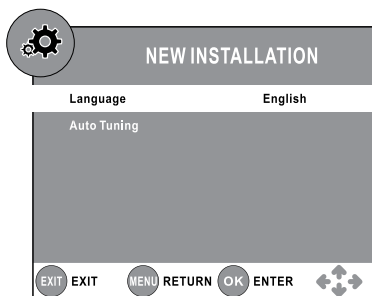 NEW INSTALLATION
Language English
Auto Tuning
EXIT EXIT MENU RETURN OK ENTER